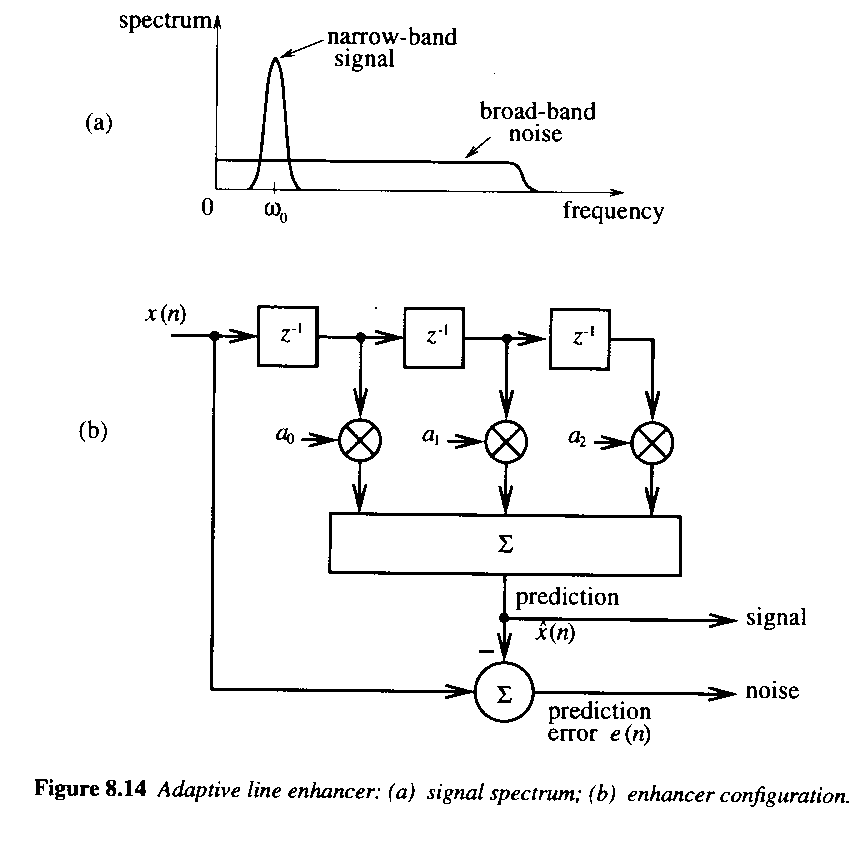 spectrum
narrow-band
signal
(a)
broad-band
noise
0
ω₀
frequency
x(n)
z⁻¹
z⁻¹
z⁻¹
(b)
a₀
a₁
a₂
Σ
prediction
x̂(n)
signal
−
Σ
noise
prediction
error e(n)
Figure 8.14 Adaptive line enhancer: (a) signal spectrum; (b) enhancer configuration.